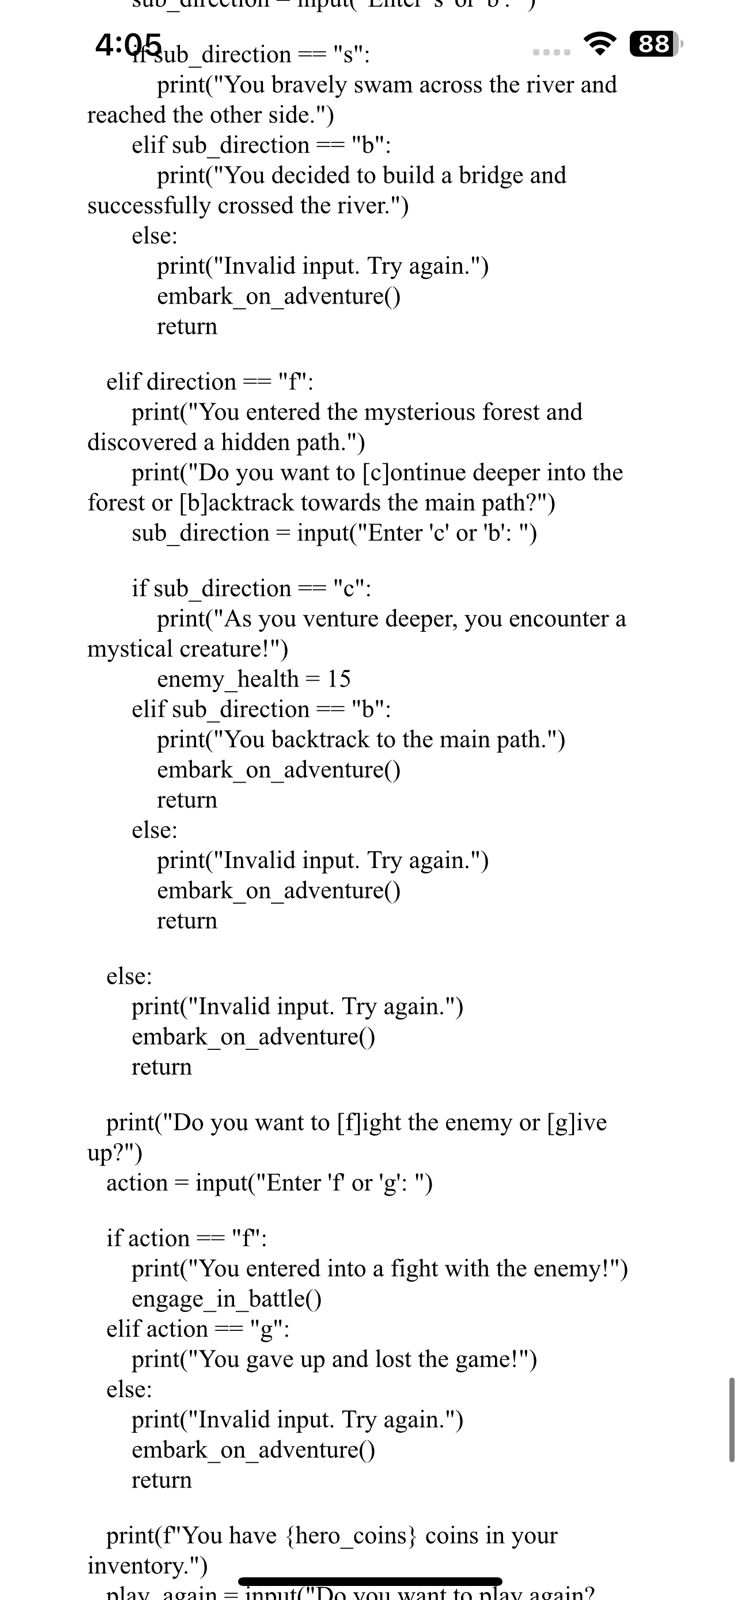 sub_direction = input("Enter 's' or 'b': ")
4:05
88
if sub_direction == "s":
print("You bravely swam across the river and
reached the other side.")
elif sub_direction == "b":
print("You decided to build a bridge and
successfully crossed the river.")
else:
print("Invalid input. Try again.")
embark_on_adventure()
return
elif direction == "f":
print("You entered the mysterious forest and
discovered a hidden path.")
print("Do you want to [c]ontinue deeper into the
forest or [b]acktrack towards the main path?")
sub_direction = input("Enter 'c' or 'b': ")
if sub_direction == "c":
print("As you venture deeper, you encounter a
mystical creature!")
enemy_health = 15
elif sub_direction == "b":
print("You backtrack to the main path.")
embark_on_adventure()
return
else:
print("Invalid input. Try again.")
embark_on_adventure()
return
else:
print("Invalid input. Try again.")
embark_on_adventure()
return
print("Do you want to [f]ight the enemy or [g]ive
up?")
action = input("Enter 'f' or 'g': ")
if action == "f":
print("You entered into a fight with the enemy!")
engage_in_battle()
elif action == "g":
print("You gave up and lost the game!")
else:
print("Invalid input. Try again.")
embark_on_adventure()
return
print(f"You have {hero_coins} coins in your
inventory.")
play_again = input("Do you want to play again?